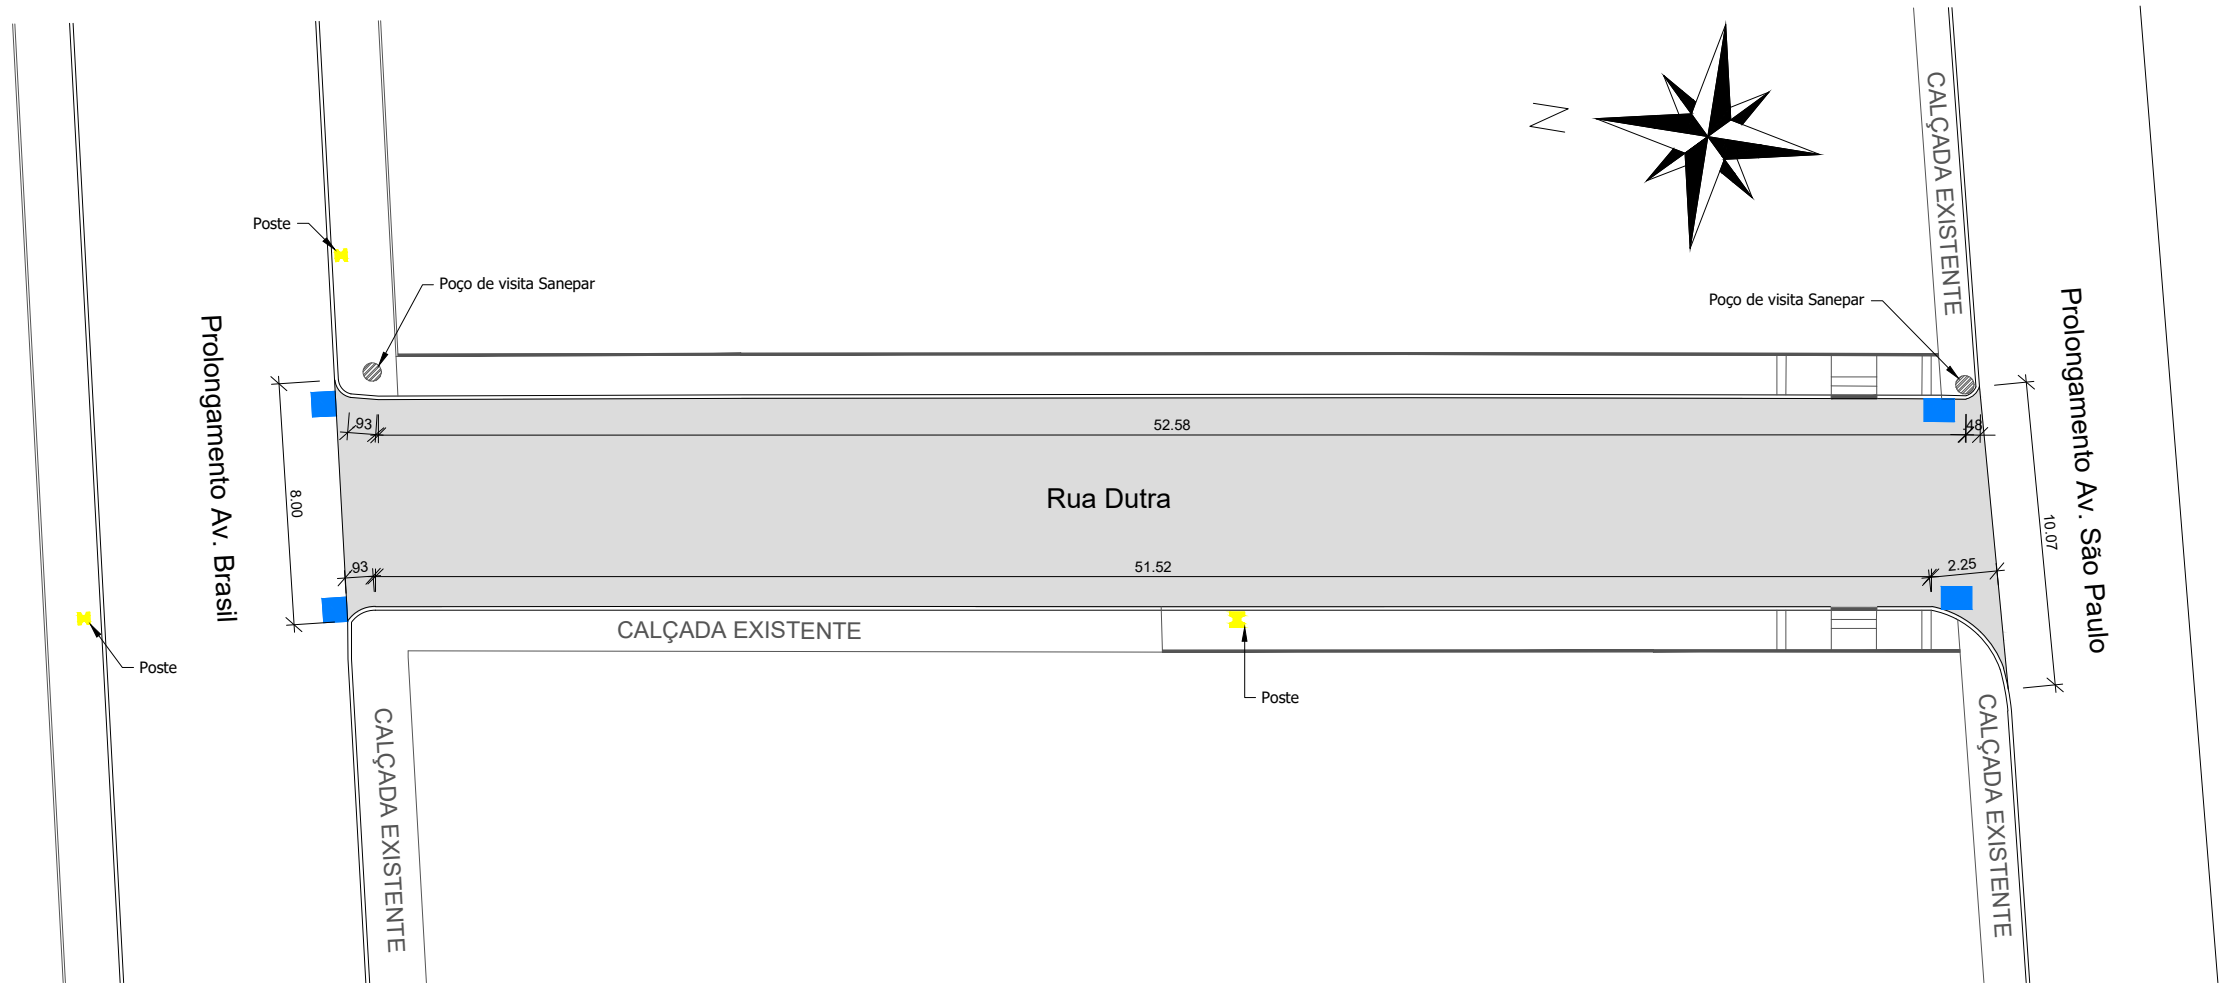 N
CALÇADA EXISTENTE
Poste
Poço de visita Sanepar
Poço de visita Sanepar
Prolongamento Av. Brasil
Prolongamento Av. São Paulo
.93
52.58
.48
8.00
Rua Dutra
10.07
.93
51.52
2.25
CALÇADA EXISTENTE
Poste
Poste
CALÇADA EXISTENTE
CALÇADA EXISTENTE